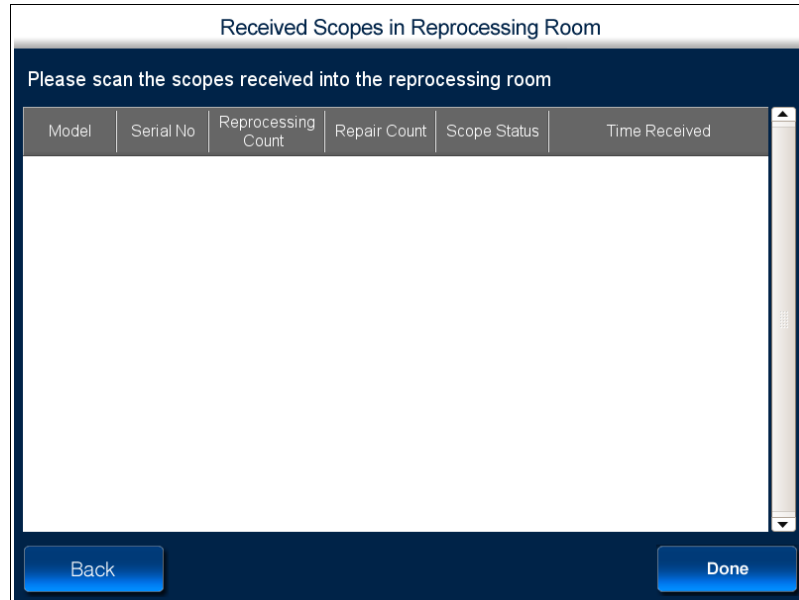 Received Scopes in Reprocessing Room
Please scan the scopes received into the reprocessing room
Model Serial No Reprocessing Count Repair Count Scope Status Time Received
Back Done